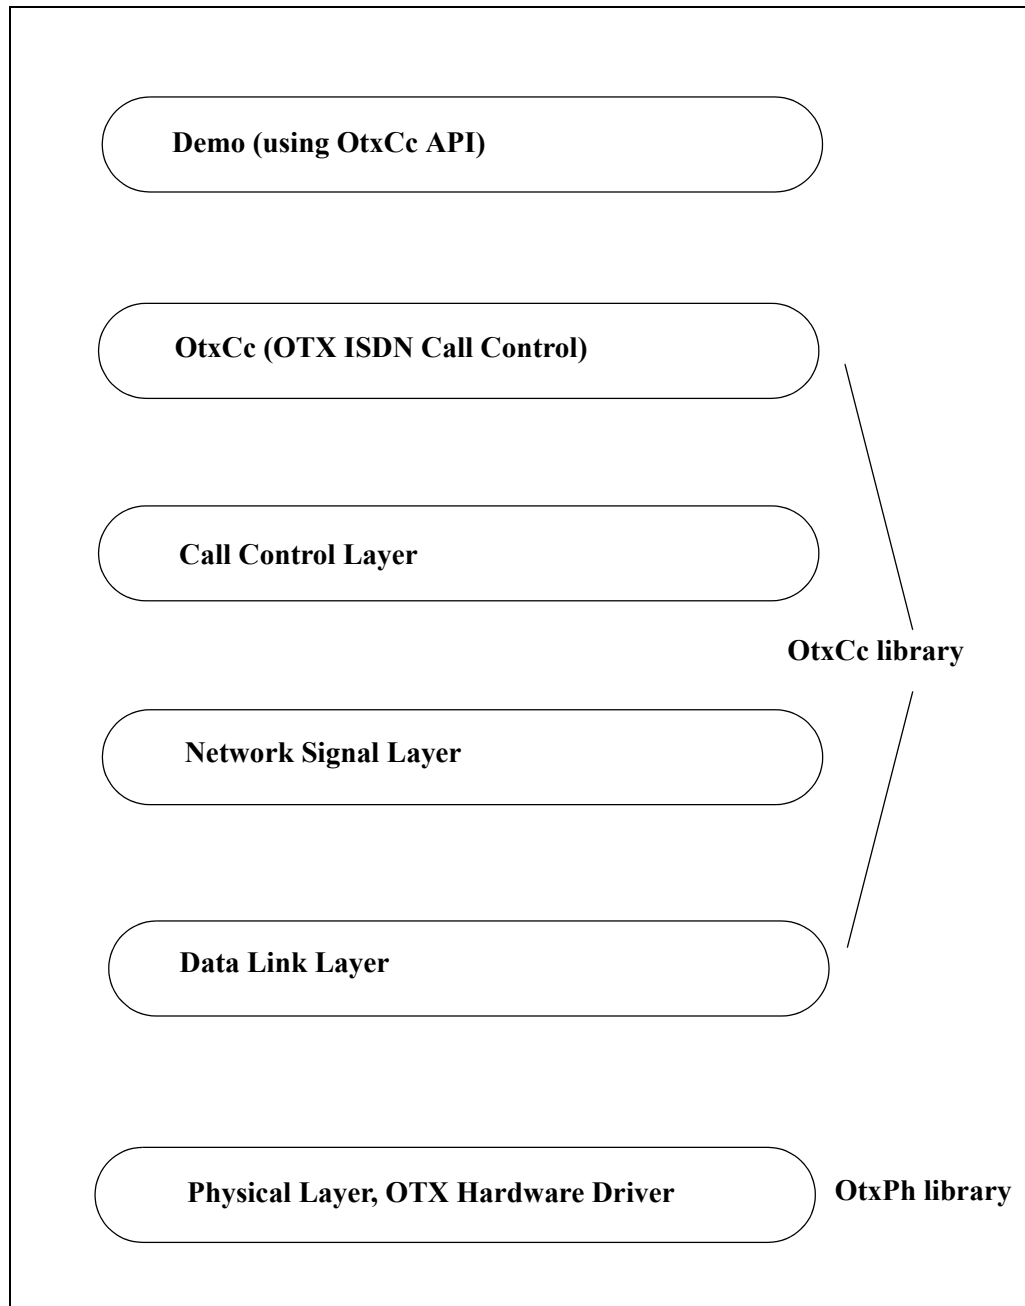 Demo (using OtxCc API)
OtxCc (OTX ISDN Call Control)
Call Control Layer
OtxCc library
Network Signal Layer
Data Link Layer
Physical Layer, OTX Hardware Driver
OtxPh library